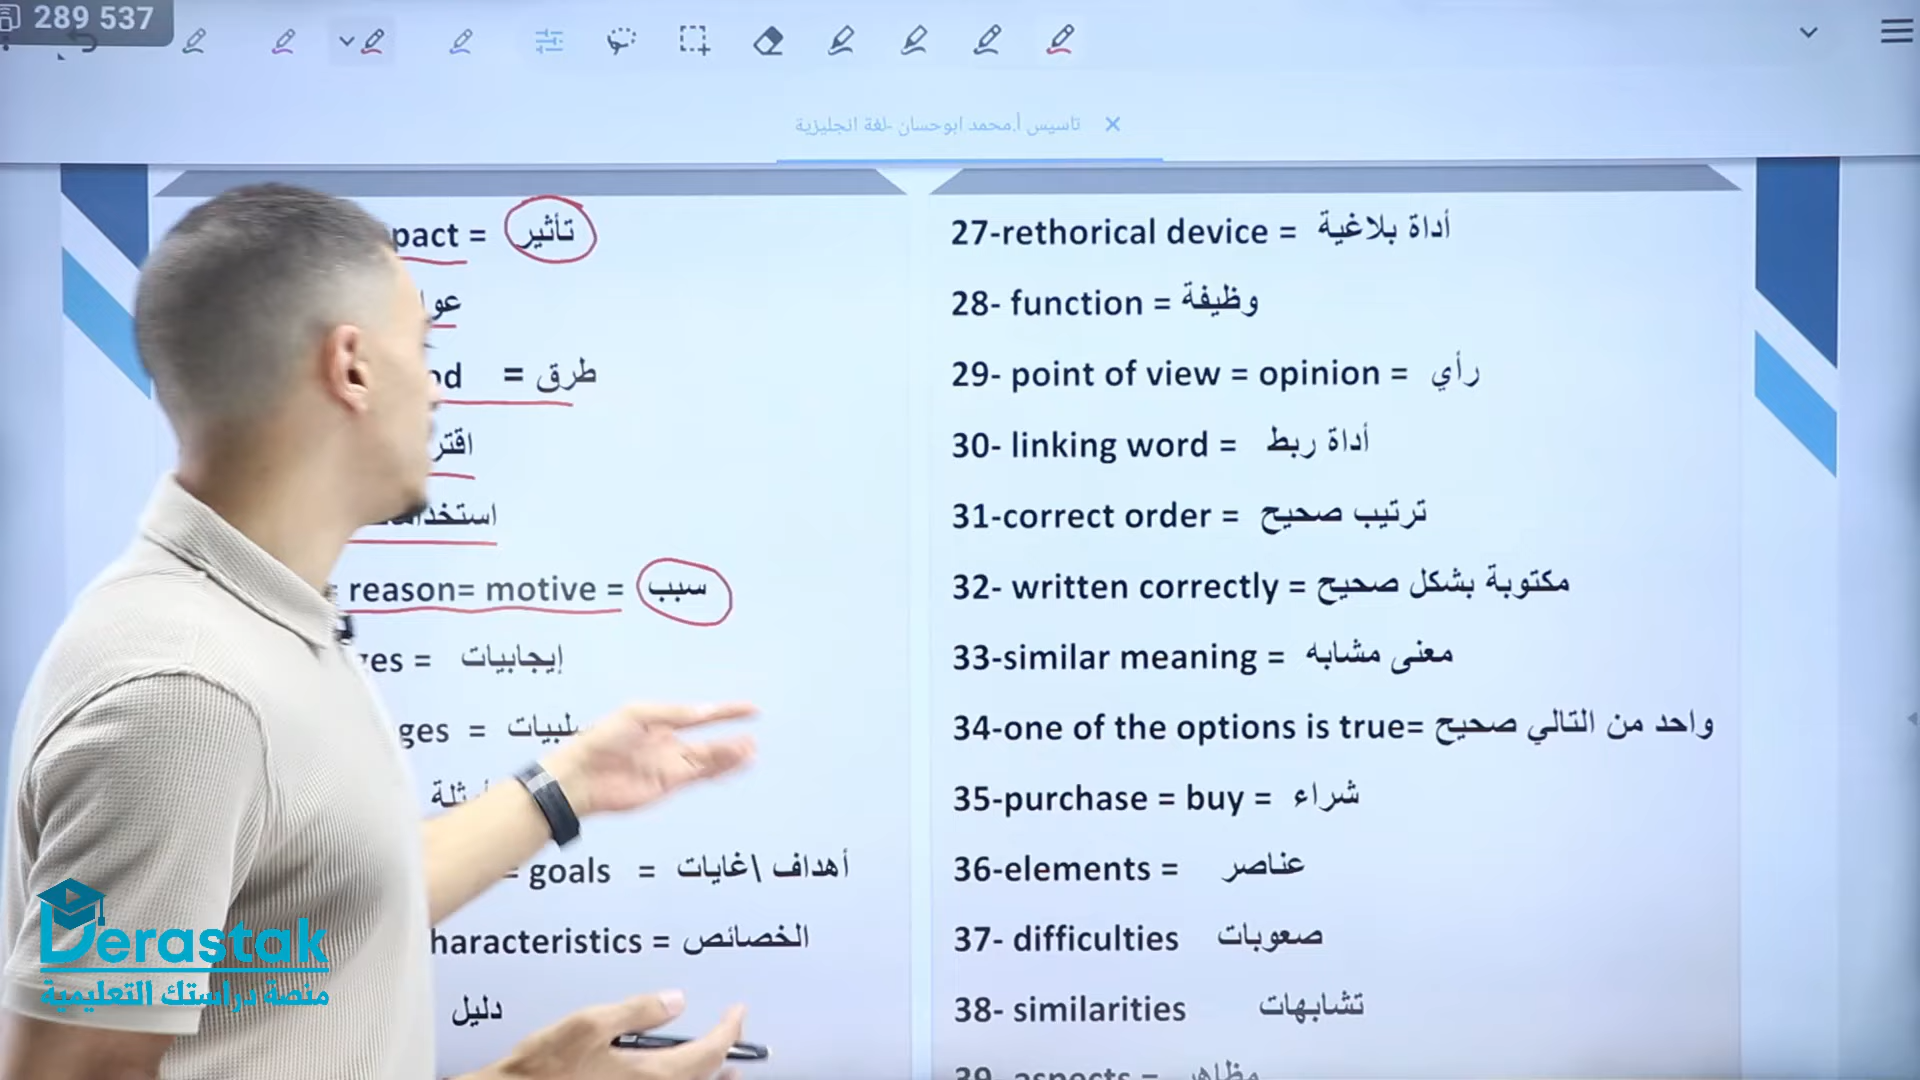 289 537
تاسيس أ.محمد ابوحسان -لغة انجليزية
pact = تأثير
= طرق
reason= motive = سبب
إيجابيات =
سلبيات =
goals = أهداف \غايات
haracteristics = الخصائص
دليل
27-rethorical device = أداة بلاغية
28- function = وظيفة
29- point of view = opinion = رأي
30- linking word = أداة ربط
31-correct order = ترتيب صحيح
32- written correctly = مكتوبة بشكل صحيح
33-similar meaning = معنى مشابه
34-one of the options is true= واحد من التالي صحيح
35-purchase = buy = شراء
36-elements = عناصر
37- difficulties صعوبات
38- similarities تشابهات
39- aspects = مظاهر
Derastak
منصة دراستك التعليمية